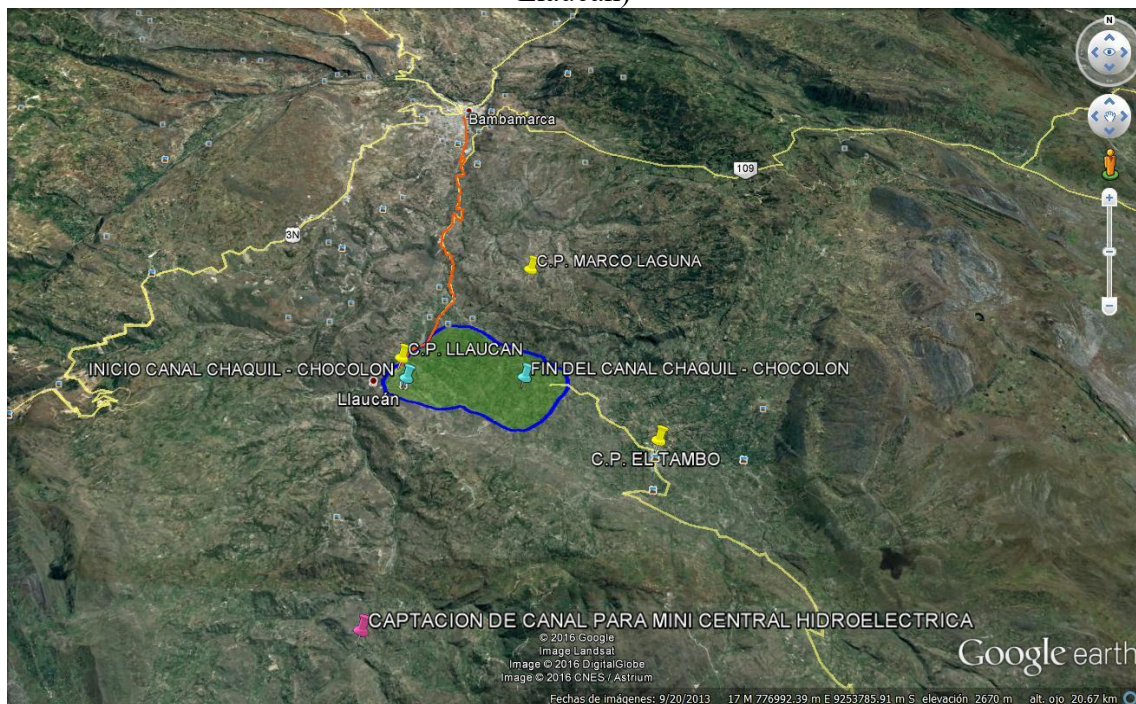 Llaucán)
N
Bambamarca
109
3N
C.P. MARCO LAGUNA
C.P. LLAUCAN
INICIO CANAL CHAQUIL - CHOCOLON
FIN DEL CANAL CHAQUIL - CHOCOLON
Llaucán
C.P. EL TAMBO
CAPTACION DE CANAL PARA MINI CENTRAL HIDROELECTRICA
© 2016 Google
Image Landsat
Image © 2016 DigitalGlobe
Image © 2016 CNES / Astrium
Google earth
Fechas de imágenes: 9/20/2013 17 M 776992.39 m E 9253785.91 m S elevación 2670 m alt. ojo 20.67 km